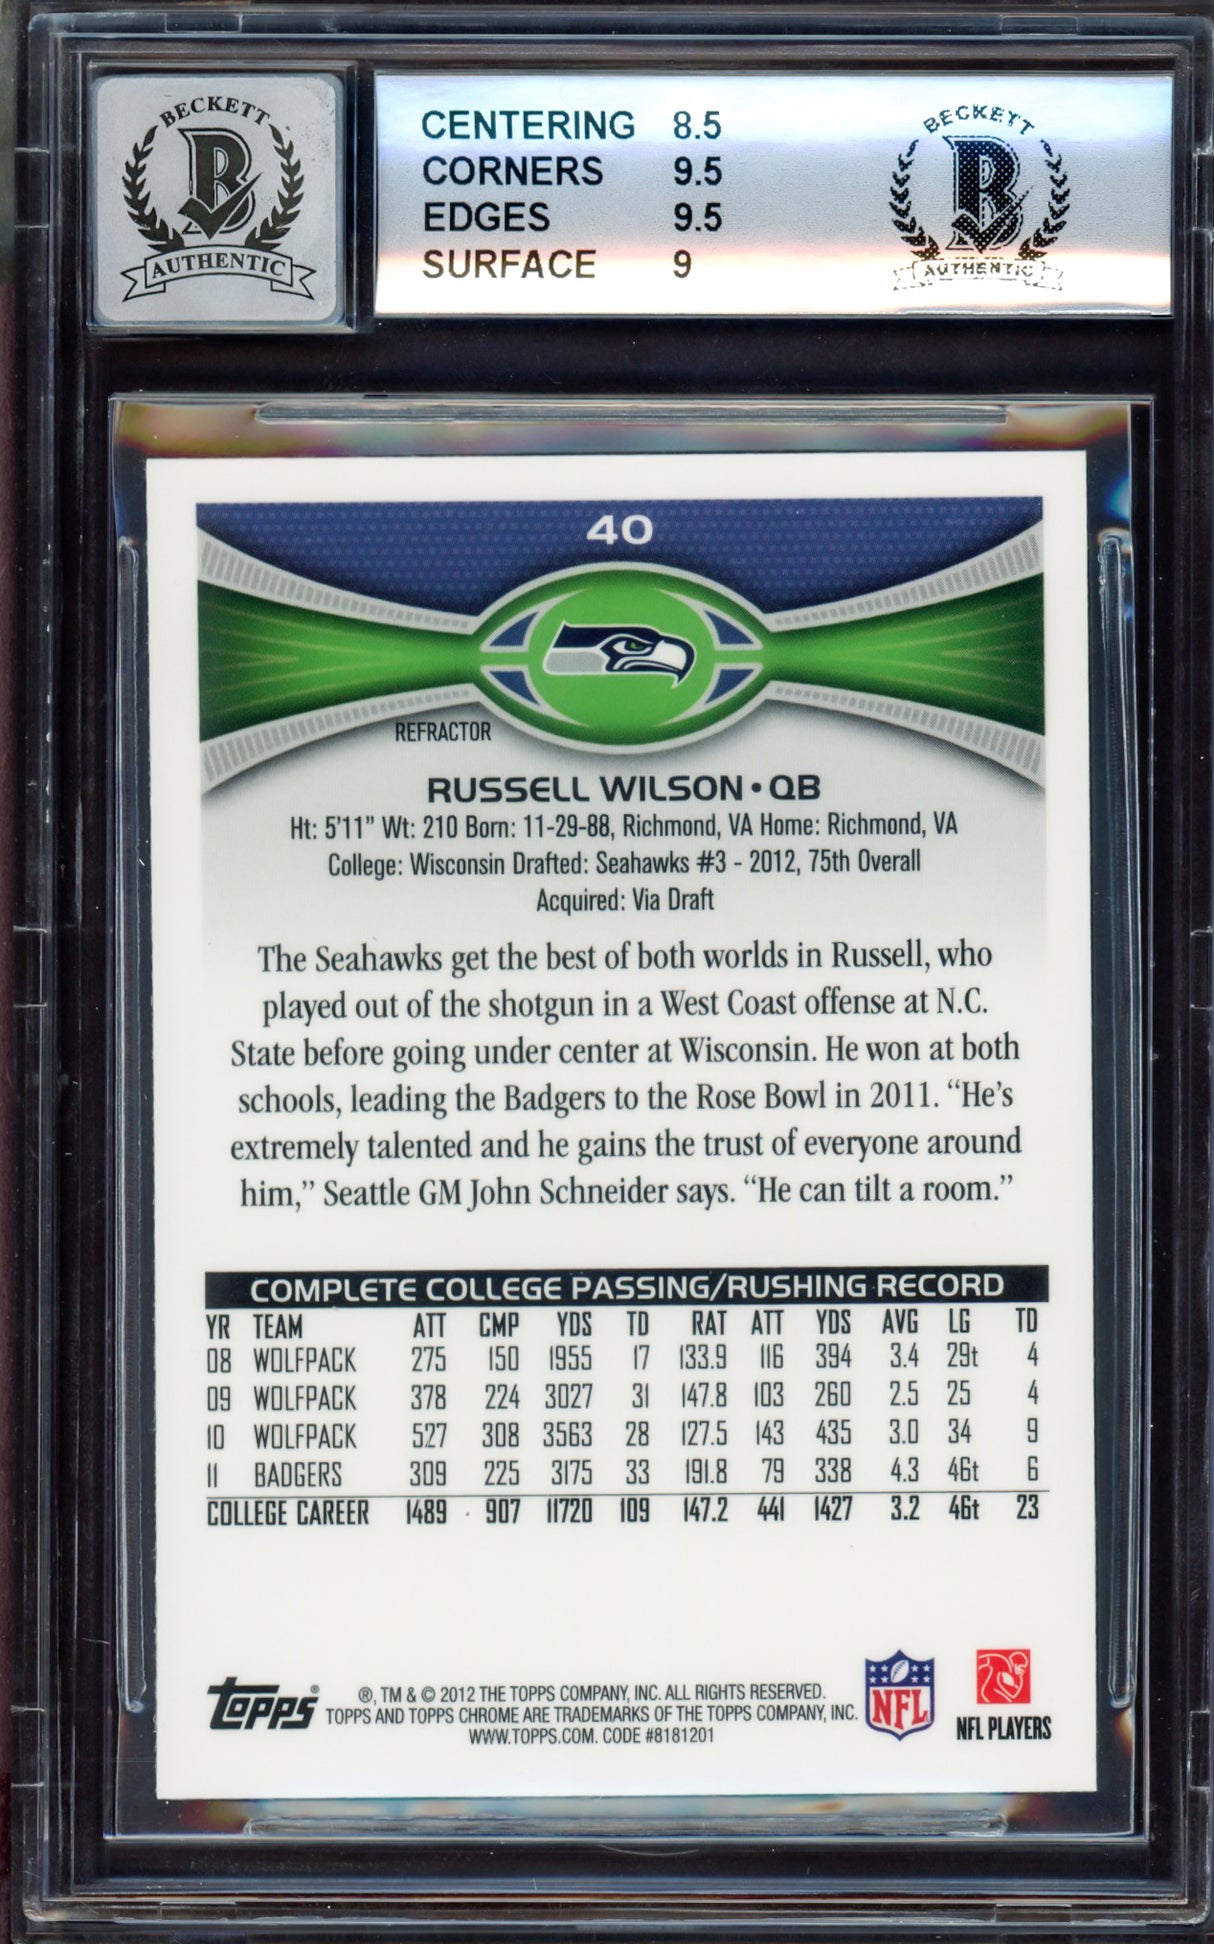 BECKETT
B
AUTHENTIC
CENTERING 8.5
CORNERS 9.5
EDGES 9.5
SURFACE 9
BECKETT
B
AUTHENTIC
40
REFRACTOR
RUSSELL WILSON • QB
Ht: 5'11" Wt: 210 Born: 11-29-88, Richmond, VA Home: Richmond, VA
College: Wisconsin Drafted: Seahawks #3 - 2012, 75th Overall
Acquired: Via Draft
The Seahawks get the best of both worlds in Russell, who
played out of the shotgun in a West Coast offense at N.C.
State before going under center at Wisconsin. He won at both
schools, leading the Badgers to the Rose Bowl in 2011. “He’s
extremely talented and he gains the trust of everyone around
him,” Seattle GM John Schneider says. “He can tilt a room.”
COMPLETE COLLEGE PASSING/RUSHING RECORD
YR TEAM ATT CMP YDS TD RAT ATT YDS AVG LG TD
08 WOLFPACK 275 150 1955 17 133.9 116 394 3.4 29t 4
09 WOLFPACK 378 224 3027 31 147.8 103 260 2.5 25 4
10 WOLFPACK 527 308 3563 28 127.5 143 435 3.0 34 9
11 BADGERS 309 225 3175 33 191.8 79 338 4.3 46t 6
COLLEGE CAREER 1489 907 11720 109 147.2 441 1427 3.2 46t 23
Topps®
®, TM & © 2012 THE TOPPS COMPANY, INC. ALL RIGHTS RESERVED.
TOPPS AND TOPPS CHROME ARE TRADEMARKS OF THE TOPPS COMPANY, INC.
WWW.TOPPS.COM. CODE #8181201
NFL
NFL PLAYERS